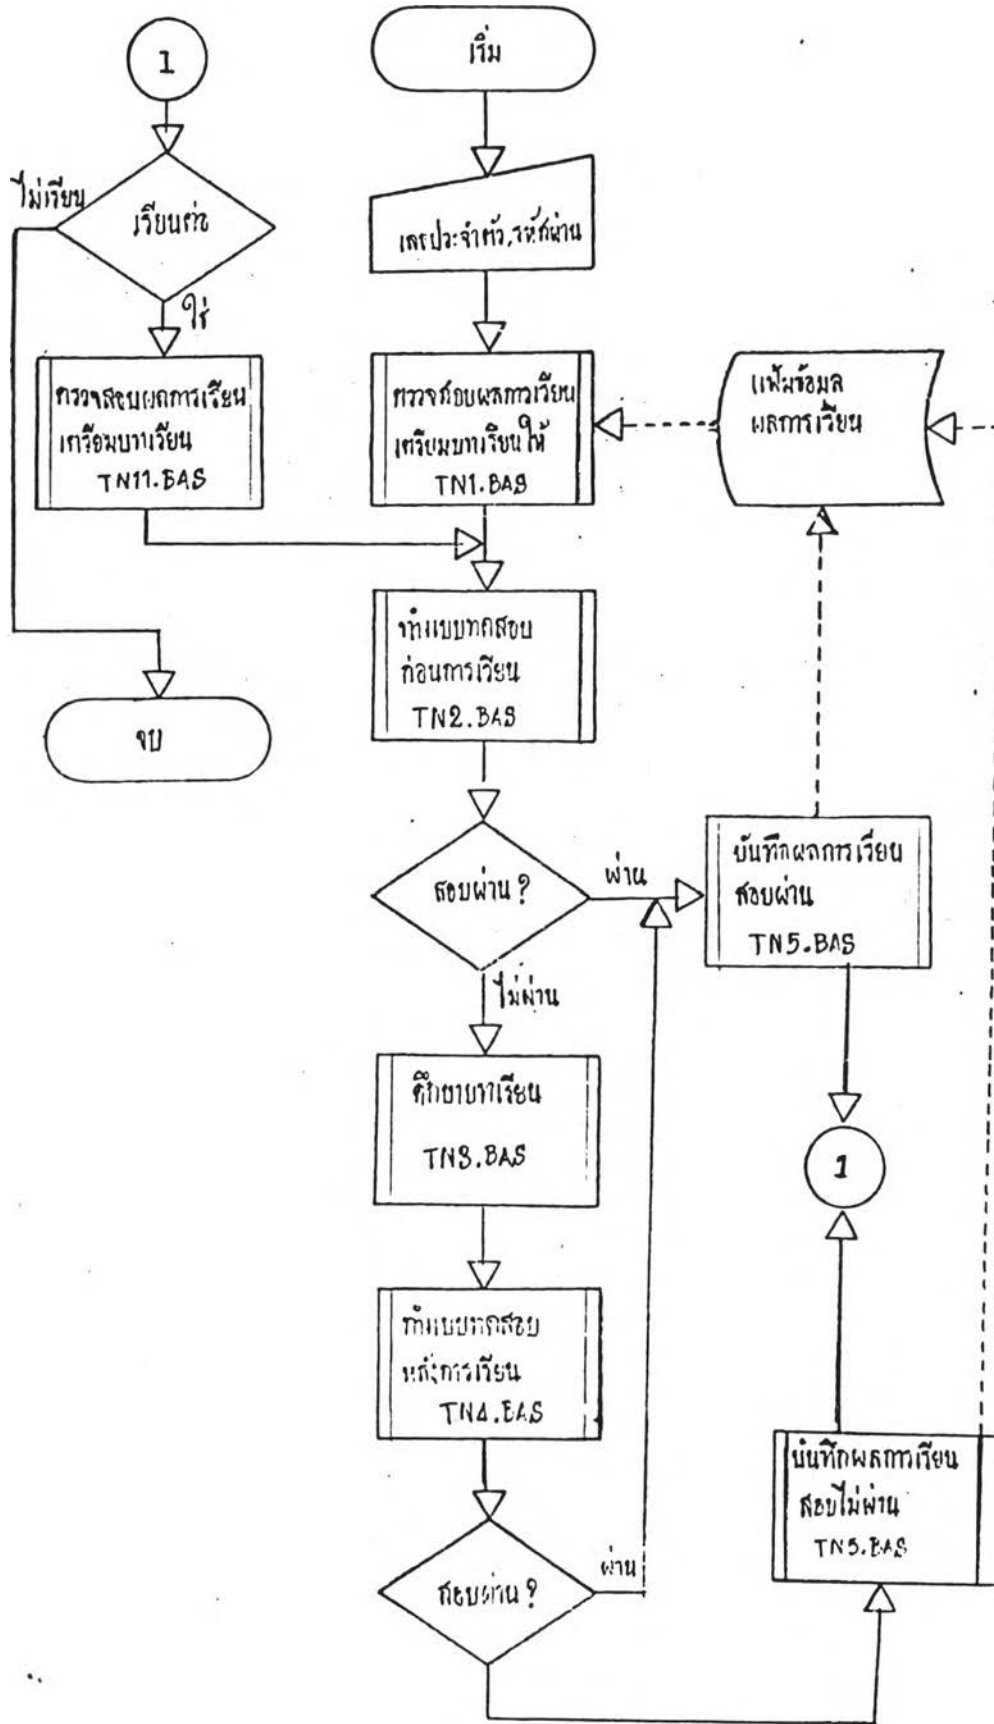 1
ไม่เรียน
เรียนต่อ
ใช่
ตรวจสอบผลการเรียน
เตรียมบทเรียน
TN11.BAS
จบ
เริ่ม
เลขประจำตัว,รหัสผ่าน
ตรวจสอบผลการเรียน
เตรียมบทเรียนให้
TN1.BAS
แฟ้มข้อมูล
ผลการเรียน
ทำแบบทดสอบ
ก่อนการเรียน
TN2.BAS
สอบผ่าน?
ผ่าน
บันทึกผลการเรียน
สอบผ่าน
TN5.BAS
ไม่ผ่าน
ศึกษาบทเรียน
TN3.BAS
1
ทำแบบทดสอบ
หลังการเรียน
TN4.BAS
บันทึกผลการเรียน
สอบไม่ผ่าน
TN5.BAS
สอบผ่าน?
ผ่าน